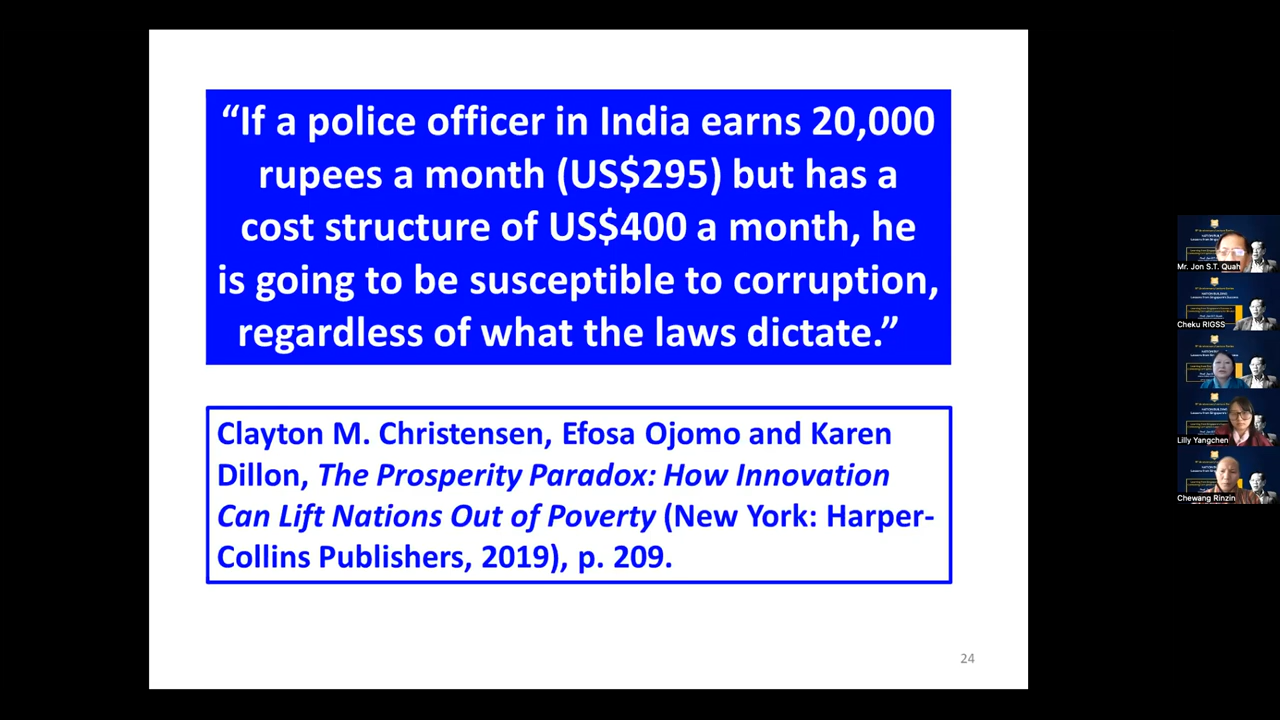 “If a police officer in India earns 20,000
rupees a month (US$295) but has a
cost structure of US$400 a month, he
is going to be susceptible to corruption,
regardless of what the laws dictate.”
Clayton M. Christensen, Efosa Ojomo and Karen
Dillon, The Prosperity Paradox: How Innovation
Can Lift Nations Out of Poverty (New York: Harper-
Collins Publishers, 2019), p. 209.
24
Mr. Jon S.T. Quah
Cheku RIGSS
Lilly Yangchen
Chewang Rinzin